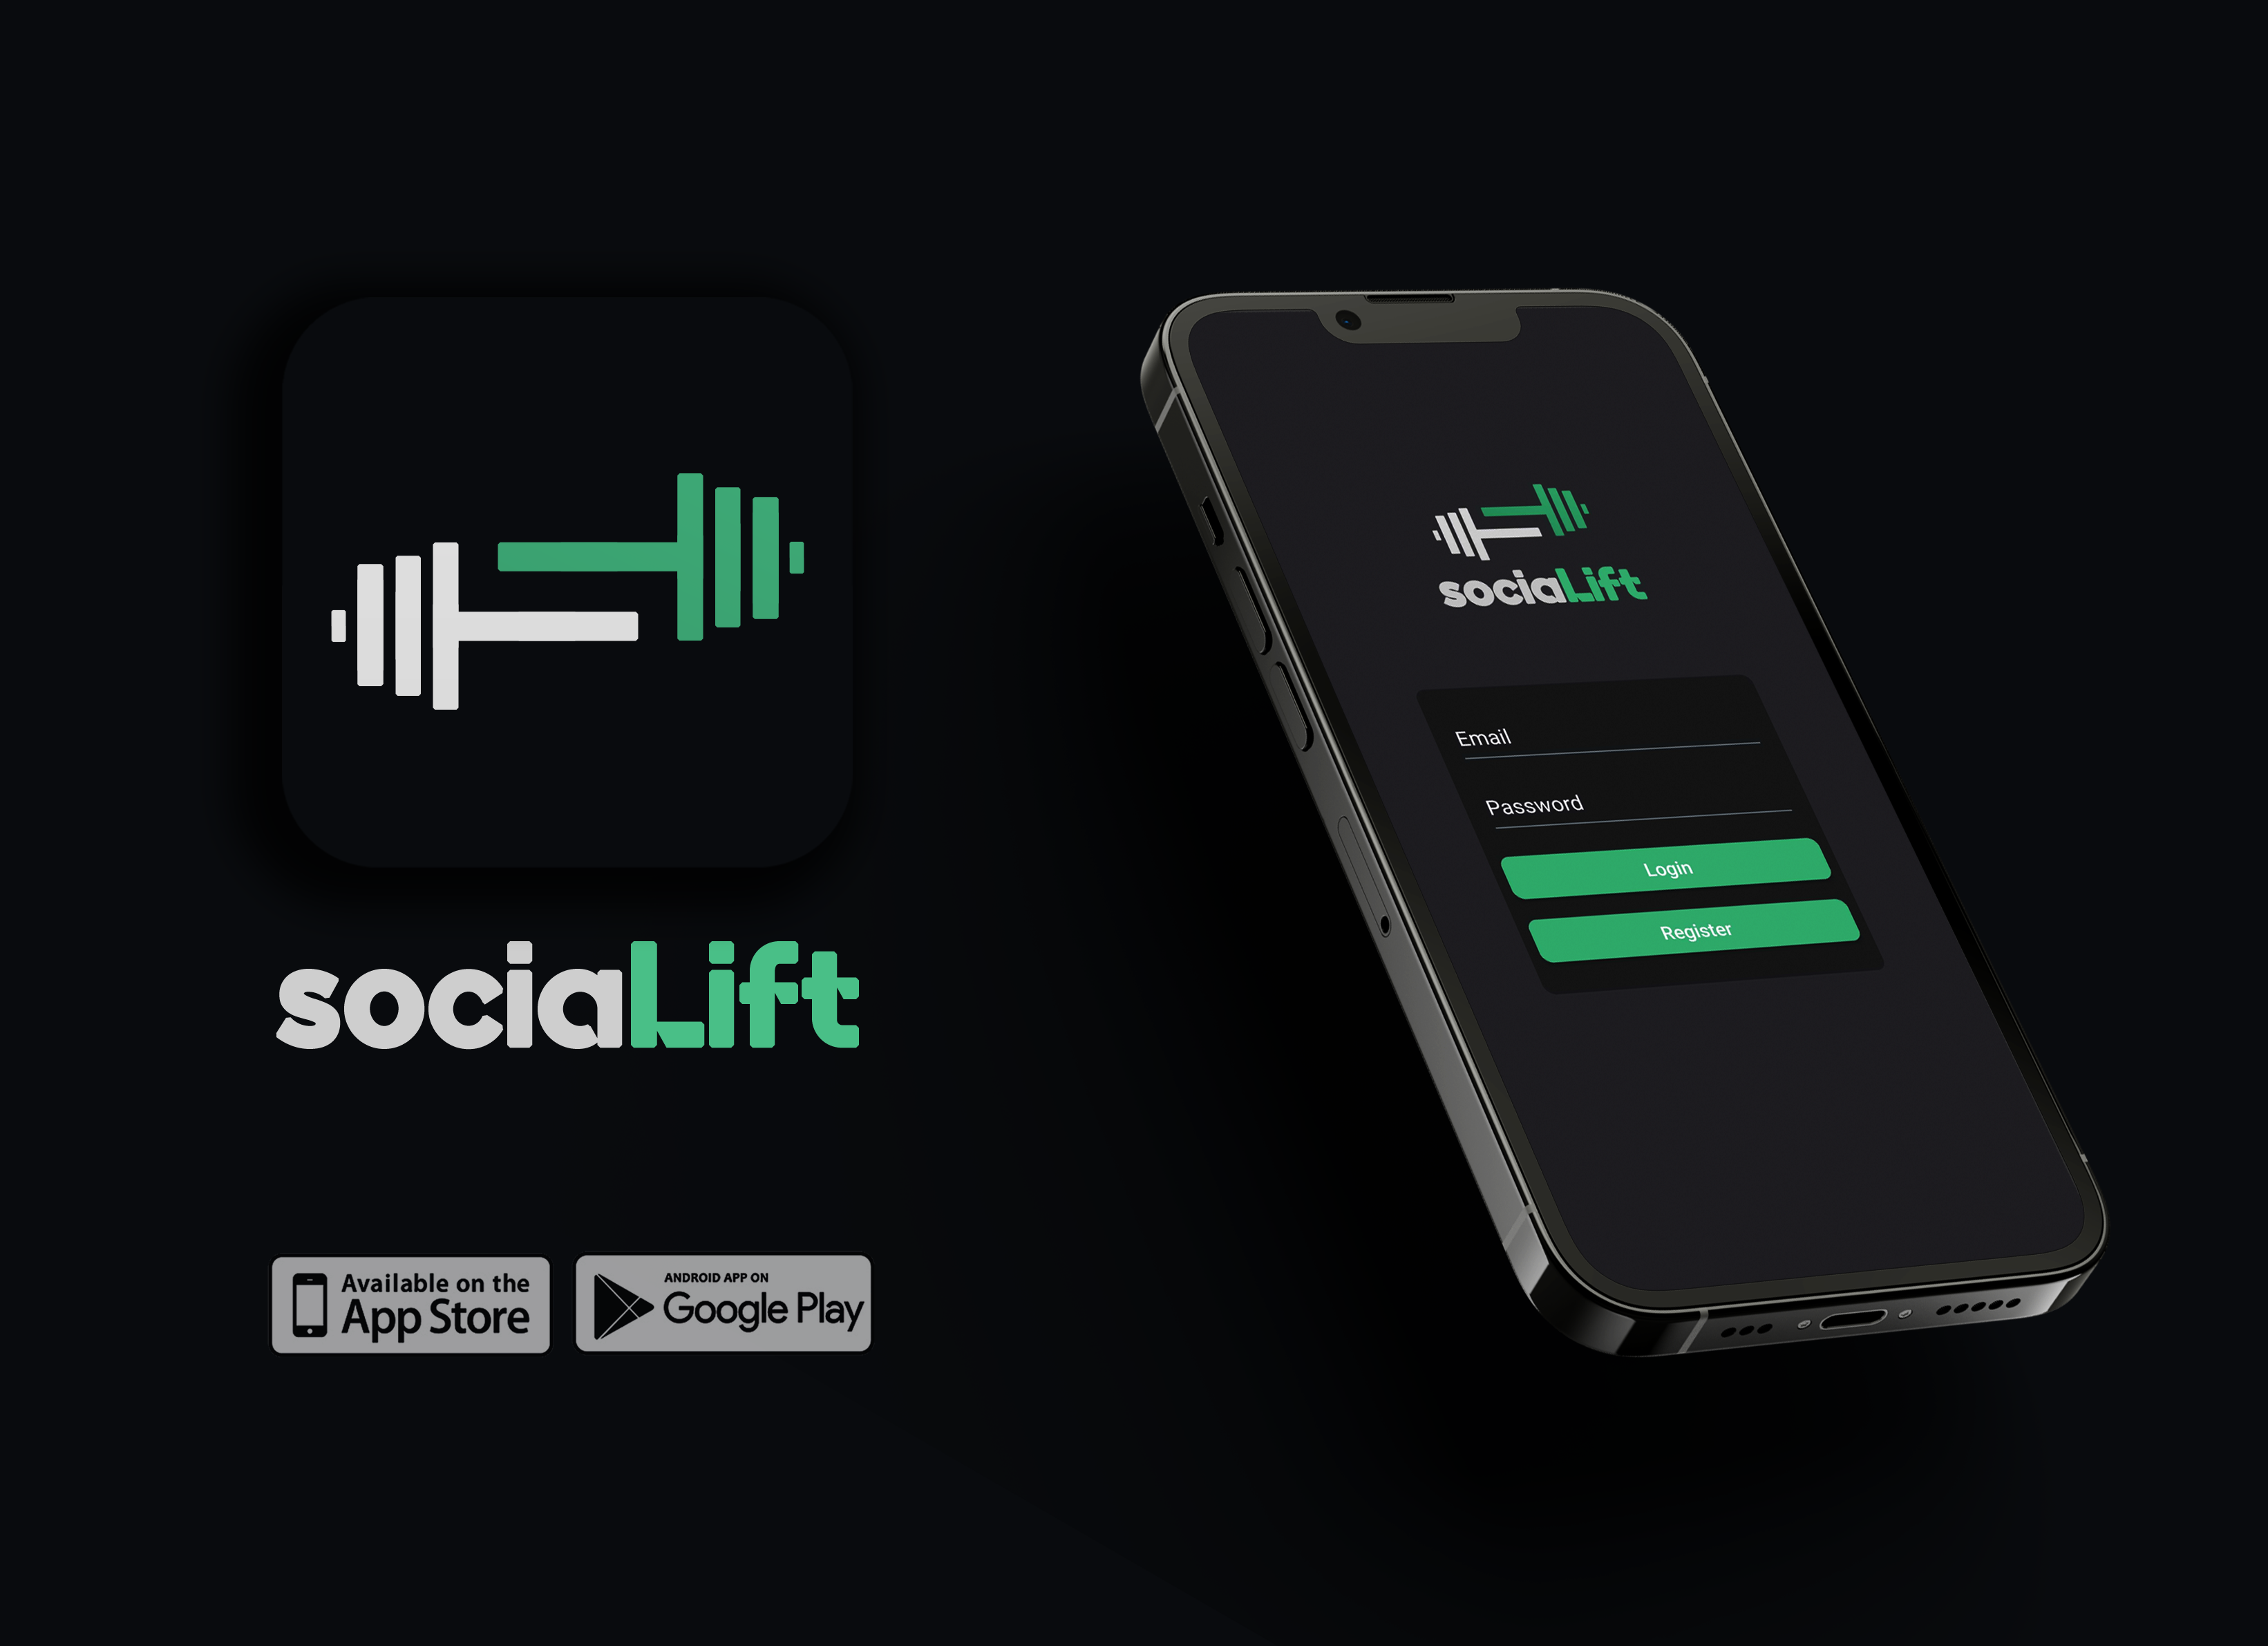 sociaLift
Available on the
App Store
ANDROID APP ON
Google Play
sociaLift
Email
Password
Login
Register